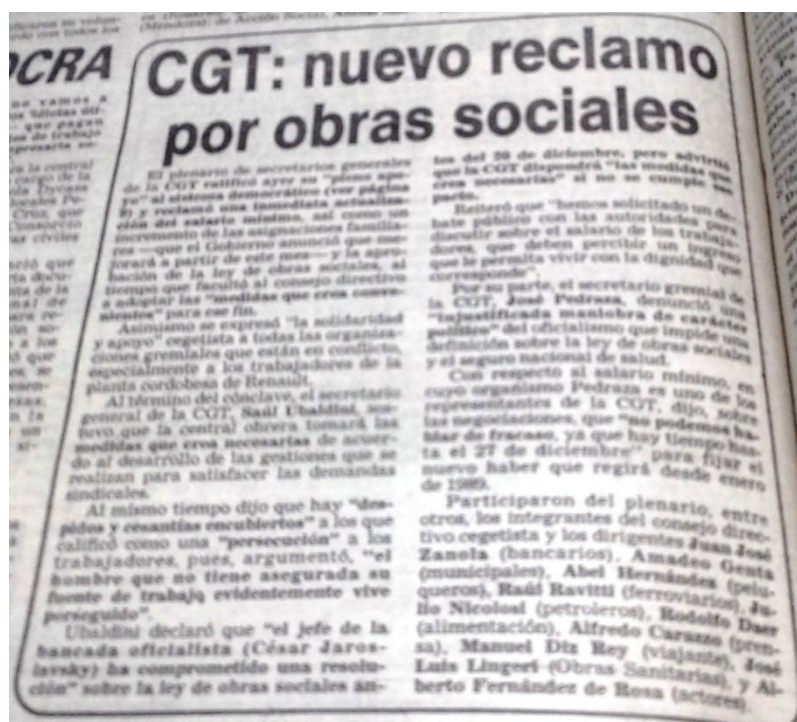 OCRA
CGT: nuevo reclamo
por obras sociales
El plenario de secretarios generales
de la CGT ratificó ayer su "pleno apo-
yo" al sistema democrático (ver página
y reclamó una inmediata actualiza-
ción del salario mínimo, así como un
incremento de las asignaciones familia-
res —que el Gobierno anunció que me-
jorará a partir de este mes— y la apro-
bación de la ley de obras sociales, al
tiempo que facultó al consejo directivo
a adoptar las "medidas que crea conve-
nientes" para ese fin.
Asimismo se expresó "la solidaridad
y apoyo" cegetista a todas las organiza-
ciones gremiales que están en conflicto,
especialmente a los trabajadores de la
planta cordobesa de Renault.
Al término del cónclave, el secretario
general de la CGT, Saúl Ubaldini, sos-
tuvo que la central obrera tomará las
medidas que crea necesarias de acuer-
do al desarrollo de las gestiones que se
realizan para satisfacer las demandas
sindicales.
Al mismo tiempo dijo que hay "des-
pidos y cesantías encubiertos" a los que
calificó como una "persecución" a los
trabajadores, pues, argumentó, "el
hombre que no tiene asegurada su
fuente de trabajo evidentemente vive
perseguido".
Ubaldini declaró que "el jefe de la
bancada oficialista (César Jaros-
lavsky) ha comprometido una resolu-
ción" sobre la ley de obras sociales an-
tes del 20 de diciembre, pero advirtió
que la CGT dispondrá "las medidas que
crea necesarias" si no se cumple ese
pacto.
Reiteró que "hemos solicitado un de-
bate público con las autoridades para
discutir sobre el salario de los trabaja-
dores, que deben percibir un ingreso
que le permita vivir con la dignidad que
corresponde".
Por su parte, el secretario gremial de
la CGT, José Pedraza, denunció una
"injustificada maniobra de carácter
político" del oficialismo que impide una
definición sobre la ley de obras sociales
y el seguro nacional de salud.
Con respecto al salario mínimo, en
cuyo organismo Pedraza es uno de los
representantes de la CGT, dijo, sobre
las negociaciones, que "no podemos ha-
blar de fracaso, ya que hay tiempo has-
ta el 27 de diciembre" para fijar el
nuevo haber que regirá desde enero
de 1989.
Participaron del plenario, entre
otros, los integrantes del consejo direc-
tivo cegetista y los dirigentes Juan José
Zanola (bancarios), Amadeo Genta
(municipales), Abel Hernández (pelu-
queros), Raúl Ravitti (ferroviarios), Ju-
lio Nicolosi (petroleros), Rodolfo Daer
(alimentación), Alfredo Carazzo (pren-
sa), Manuel Diz Rey (viajante), José
Luis Lingeri (Obras Sanitarias), y Al-
berto Fernández de Rosa (actores).